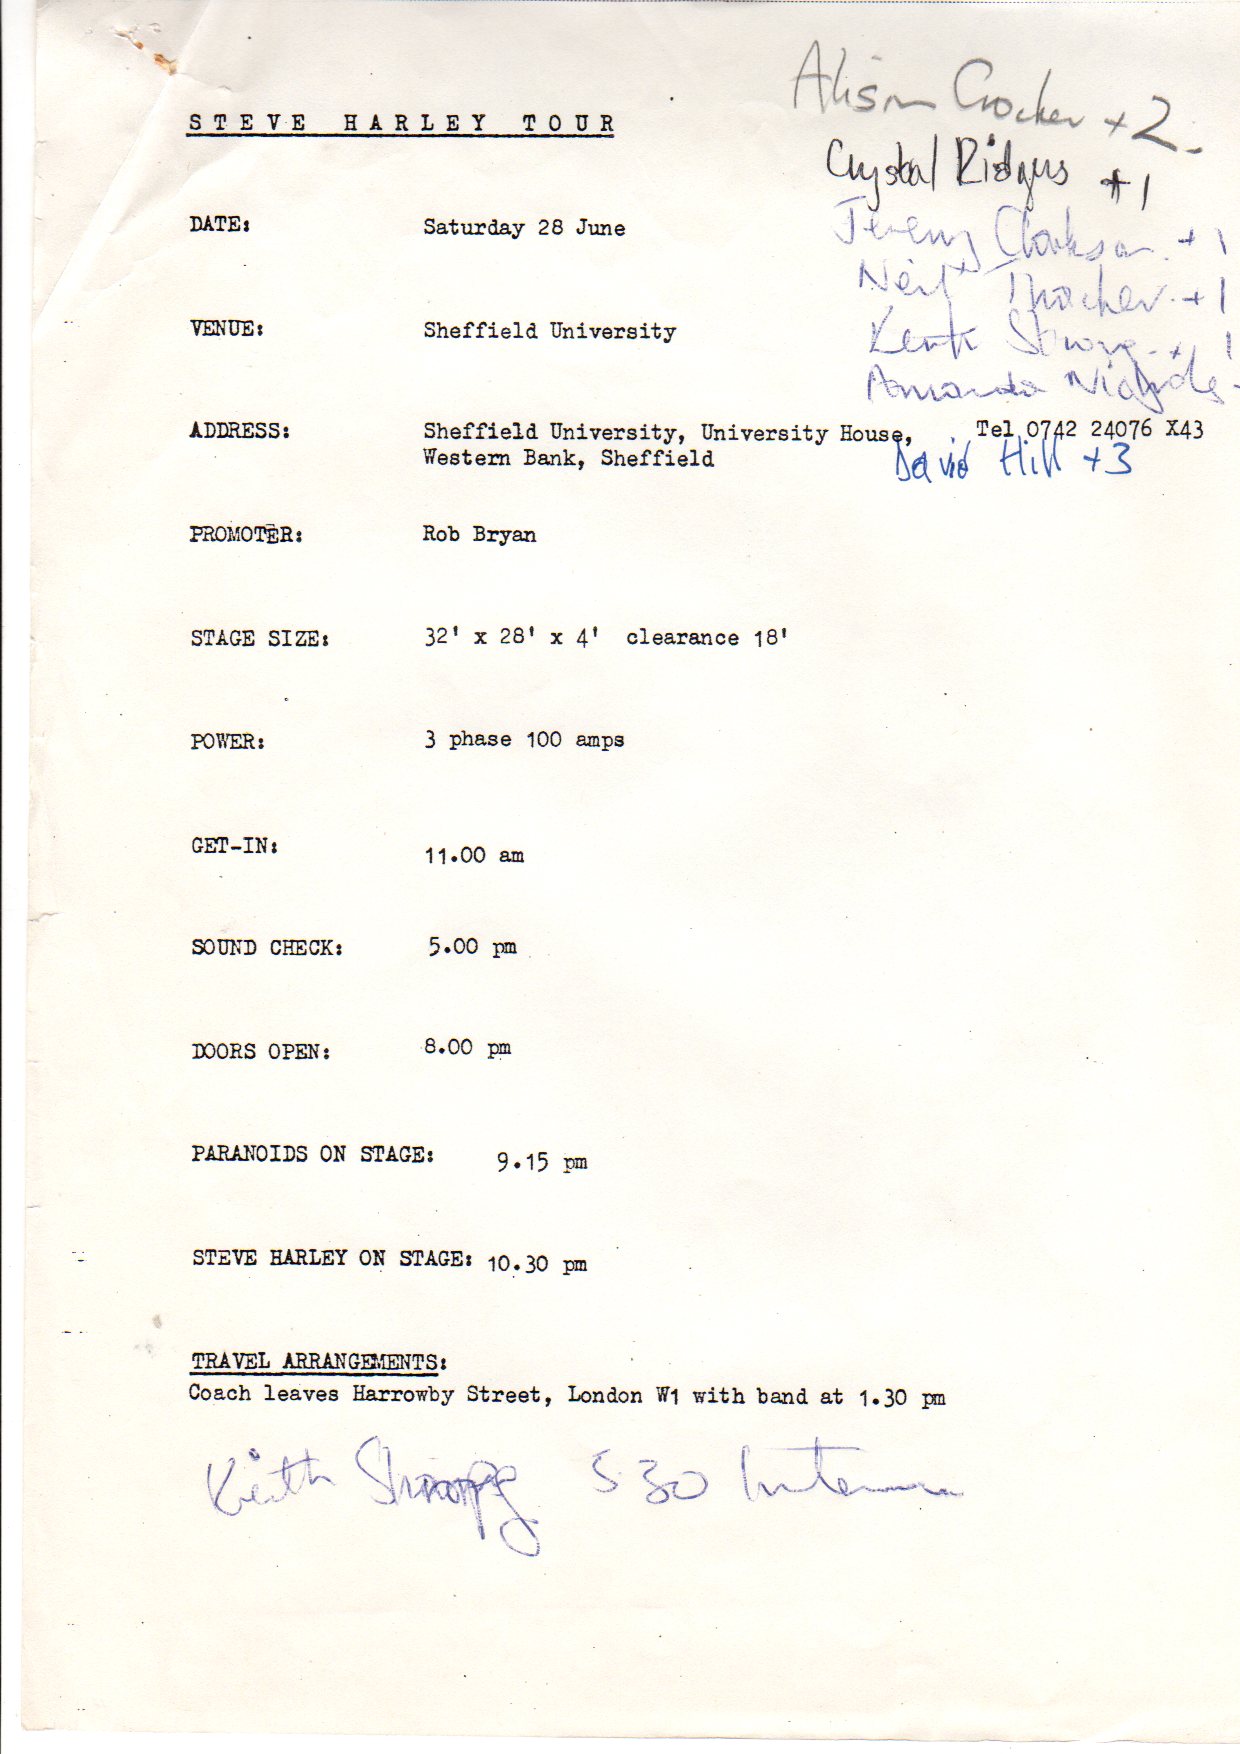 STEVE HARLEY TOUR
Alison Crocker +2
Crystal Ridgers +1
Jeremy Clarkson +1
DATE: Saturday 28 June
Neil Thacker +1
VENUE: Sheffield University
+1
Amanda
ADDRESS: Sheffield University, University House, Tel 0742 24076 X43
Western Bank, Sheffield
David Hill +3
PROMOTER: Rob Bryan
STAGE SIZE: 32' x 28' x 4' clearance 18'
POWER: 3 phase 100 amps
GET-IN: 11.00 am
SOUND CHECK: 5.00 pm
DOORS OPEN: 8.00 pm
PARANOIDS ON STAGE: 9.15 pm
STEVE HARLEY ON STAGE: 10.30 pm
TRAVEL ARRANGEMENTS:
Coach leaves Harrowby Street, London W1 with band at 1.30 pm
Keith 530